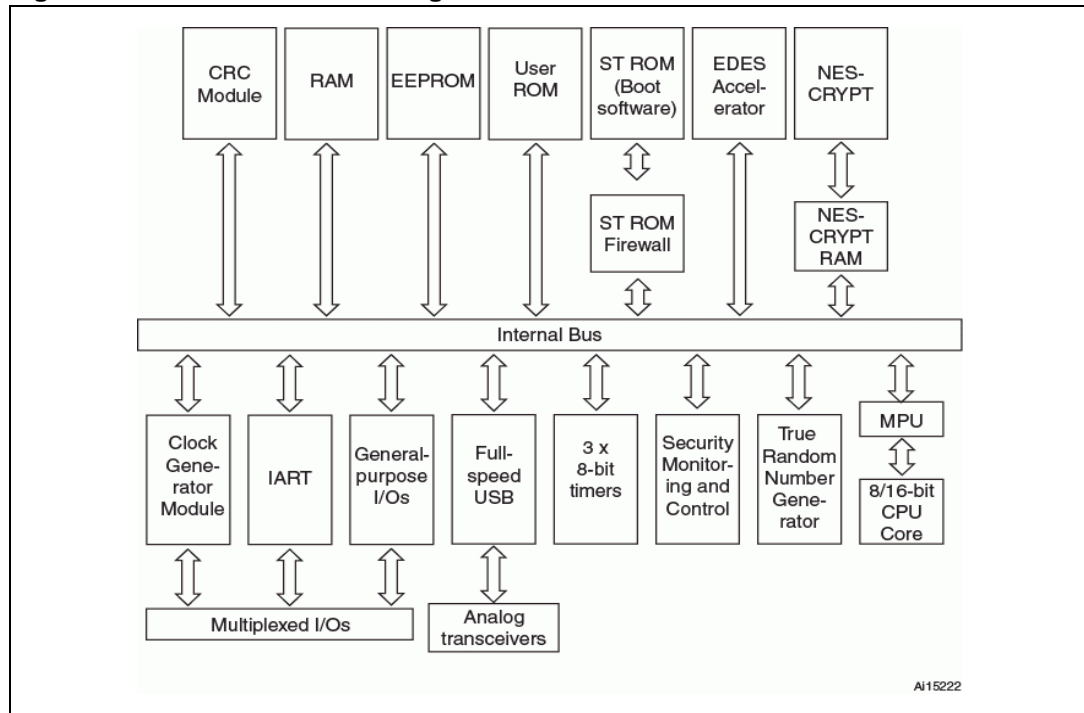 CRC
Module
RAM
EEPROM
User
ROM
ST ROM
(Boot
software)
EDES
Accel-
erator
NES-
CRYPT
ST ROM
Firewall
NES-
CRYPT
RAM
Internal Bus
Clock
Gene-
rator
Module
IART
General-
purpose
I/Os
Full-
speed
USB
3 x
8-bit
timers
Security
Monitor-
ing and
Control
True
Random
Number
Gene-
rator
MPU
8/16-bit
CPU
Core
Multiplexed I/Os
Analog
transceivers
Ai15222